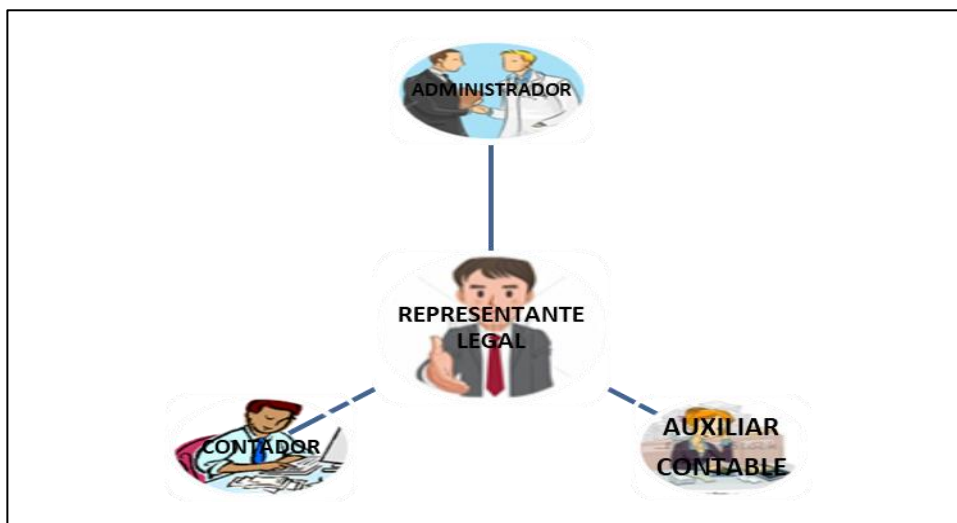 ADMINISTRADOR
REPRESENTANTE
LEGAL
CONTADOR
AUXILIAR
CONTABLE